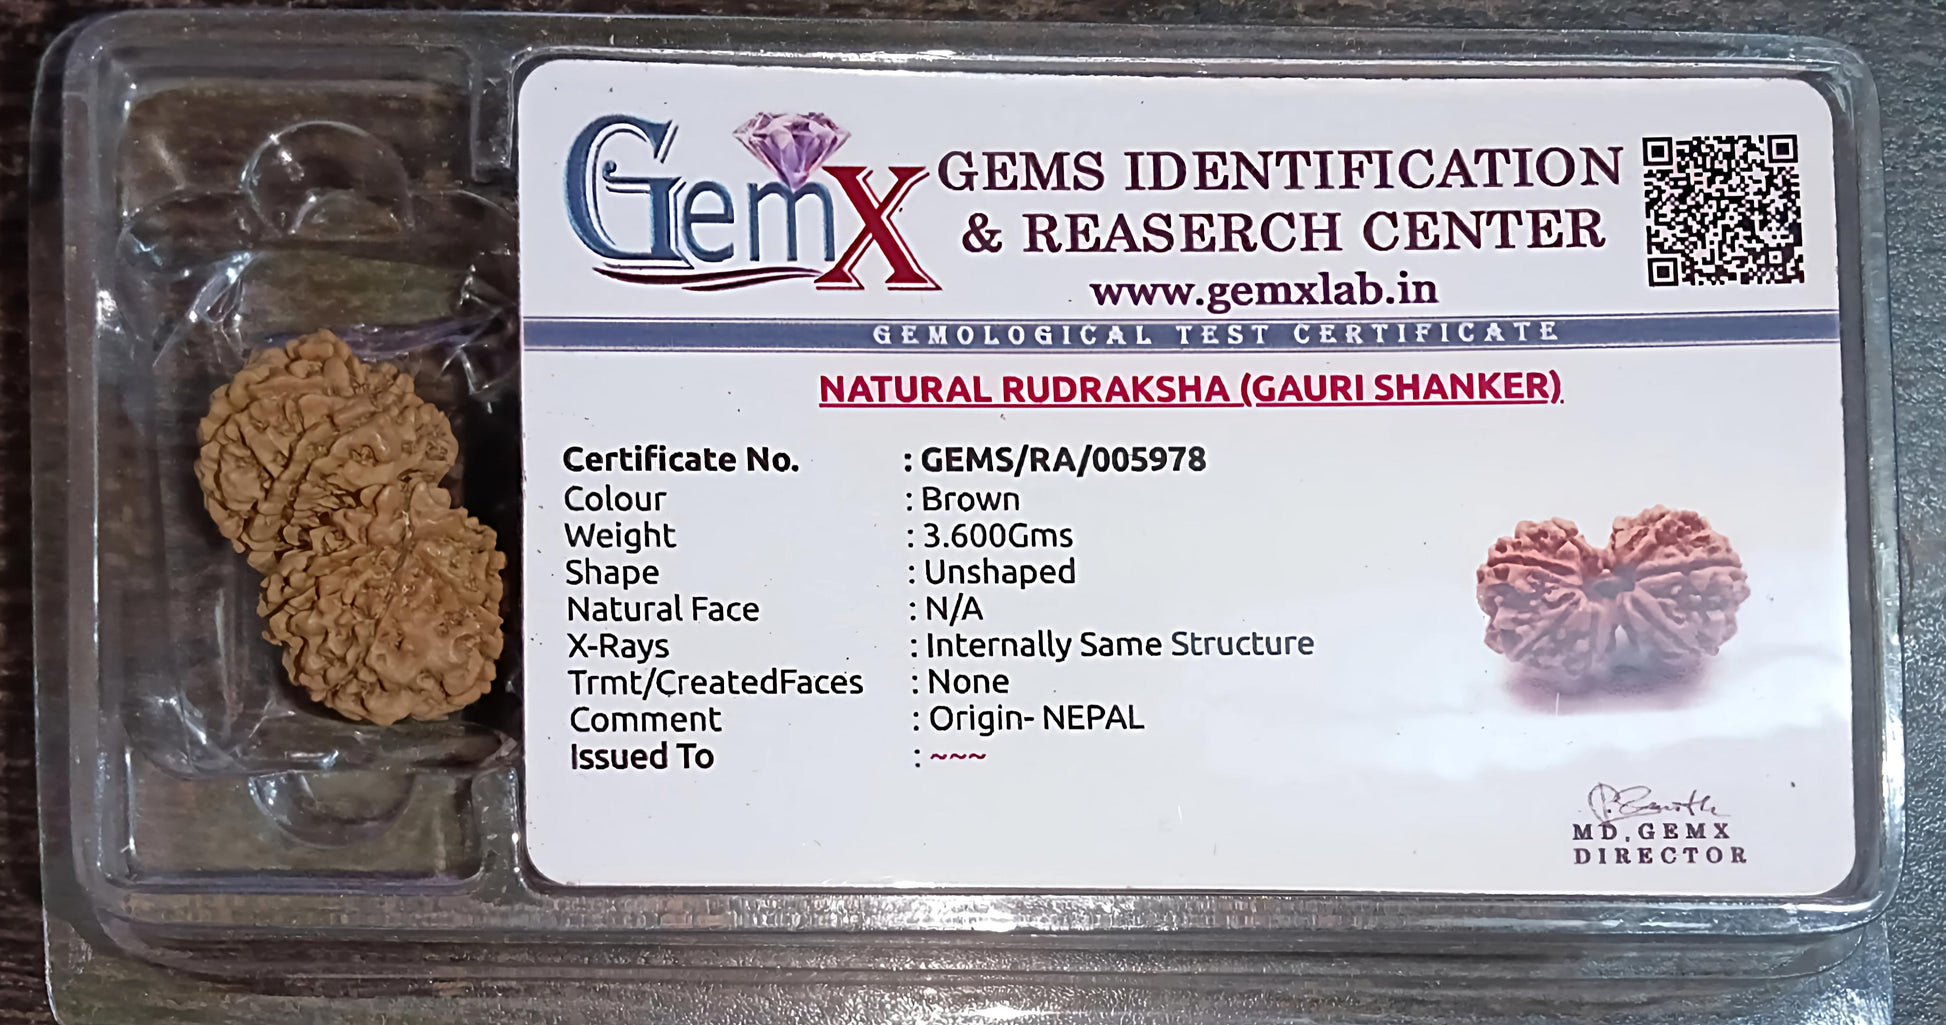 GemX
GEMS IDENTIFICATION
& REASERCH CENTER
www.gemxlab.in
GEMOLOGICAL TEST CERTIFICATE
NATURAL RUDRAKSHA (GAURI SHANKER)
Certificate No. : GEMS/RA/005978
Colour : Brown
Weight : 3.600Gms
Shape : Unshaped
Natural Face : N/A
X-Rays : Internally Same Structure
Trmt/CreatedFaces : None
Comment : Origin- NEPAL
Issued To : ~~~
MD, GEMX
DIRECTOR